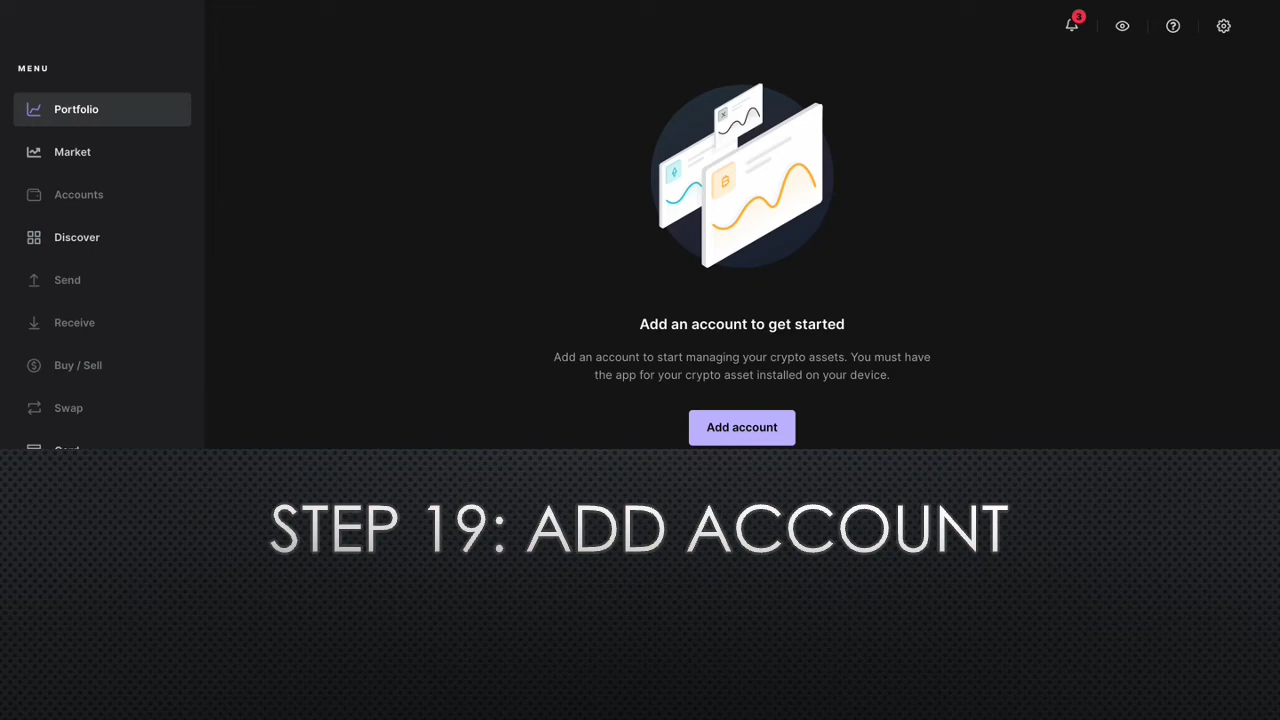 3
MENU
Portfolio
Market
Accounts
Discover
Send
Receive
Buy / Sell
Swap
Add an account to get started
Add an account to start managing your crypto assets. You must have
the app for your crypto asset installed on your device.
Add account
STEP 19: ADD ACCOUNT